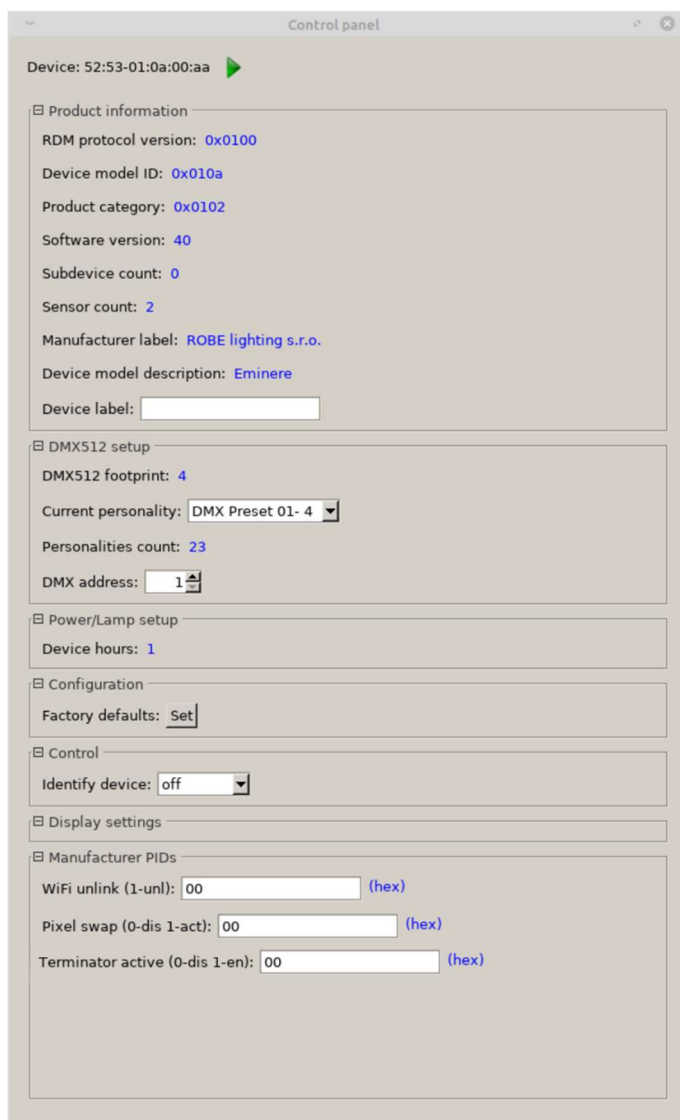 Control panel
Device: 52:53-01:0a:00:aa
Product information
RDM protocol version: 0x0100
Device model ID: 0x010a
Product category: 0x0102
Software version: 40
Subdevice count: 0
Sensor count: 2
Manufacturer label: ROBE lighting s.r.o.
Device model description: Eminere
Device label:
DMX512 setup
DMX512 footprint: 4
Current personality: DMX Preset 01- 4
Personalities count: 23
DMX address: 1
Power/Lamp setup
Device hours: 1
Configuration
Factory defaults: Set
Control
Identify device: off
Display settings
Manufacturer PIDs
WiFi unlink (1-unl): 00 (hex)
Pixel swap (0-dis 1-act): 00 (hex)
Terminator active (0-dis 1-en): 00 (hex)